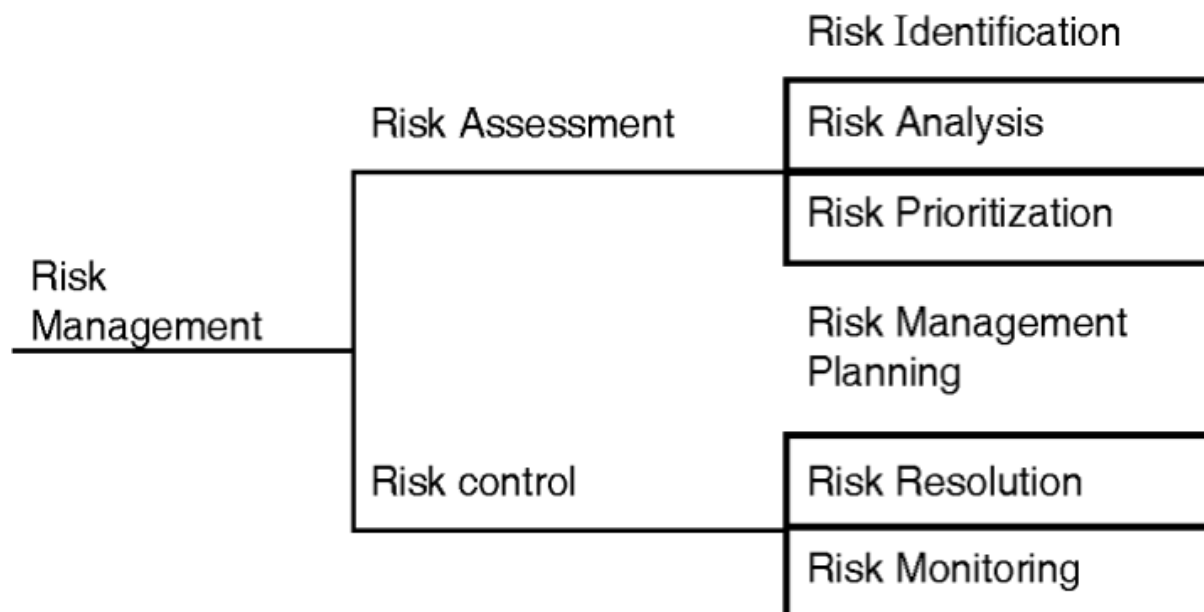 Risk Identification
Risk Assessment
Risk Analysis
Risk Prioritization
Risk
Management
Risk Management
Planning
Risk control
Risk Resolution
Risk Monitoring